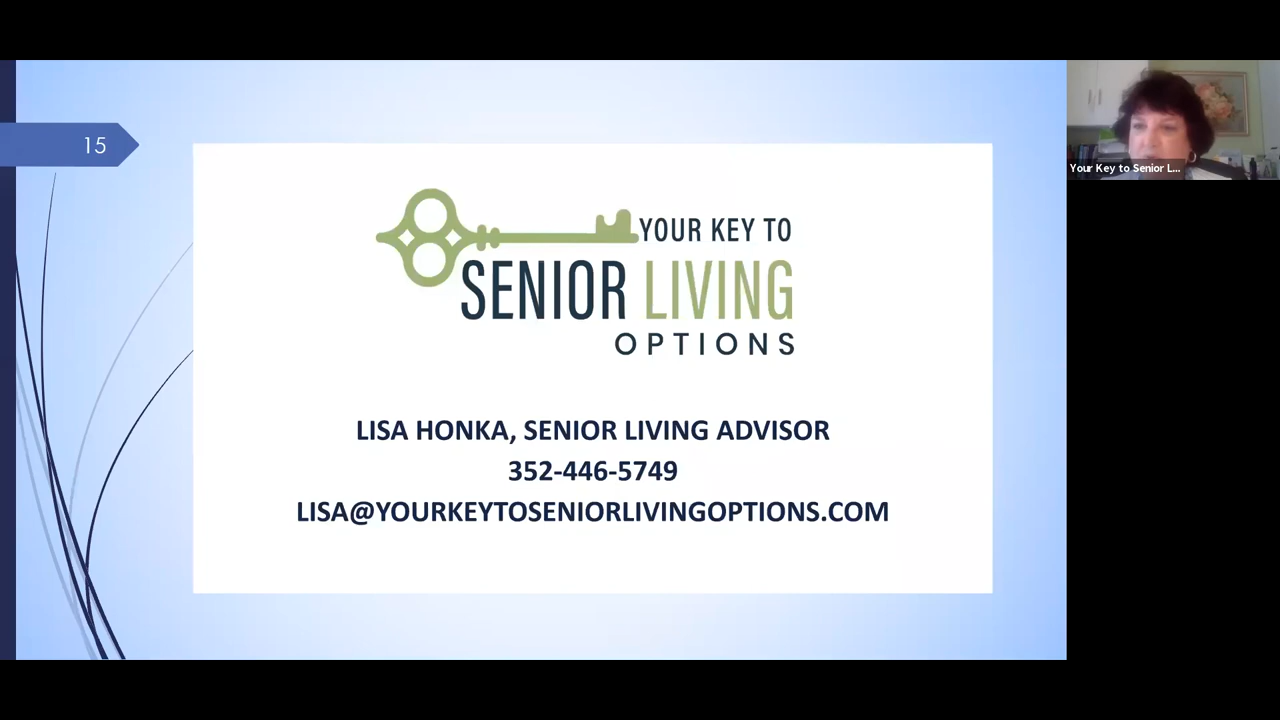 15
YOUR KEY TO
SENIOR LIVING
OPTIONS
LISA HONKA, SENIOR LIVING ADVISOR
352-446-5749
LISA@YOURKEYTOSENIORLIVINGOPTIONS.COM
Your Key to Senior L...